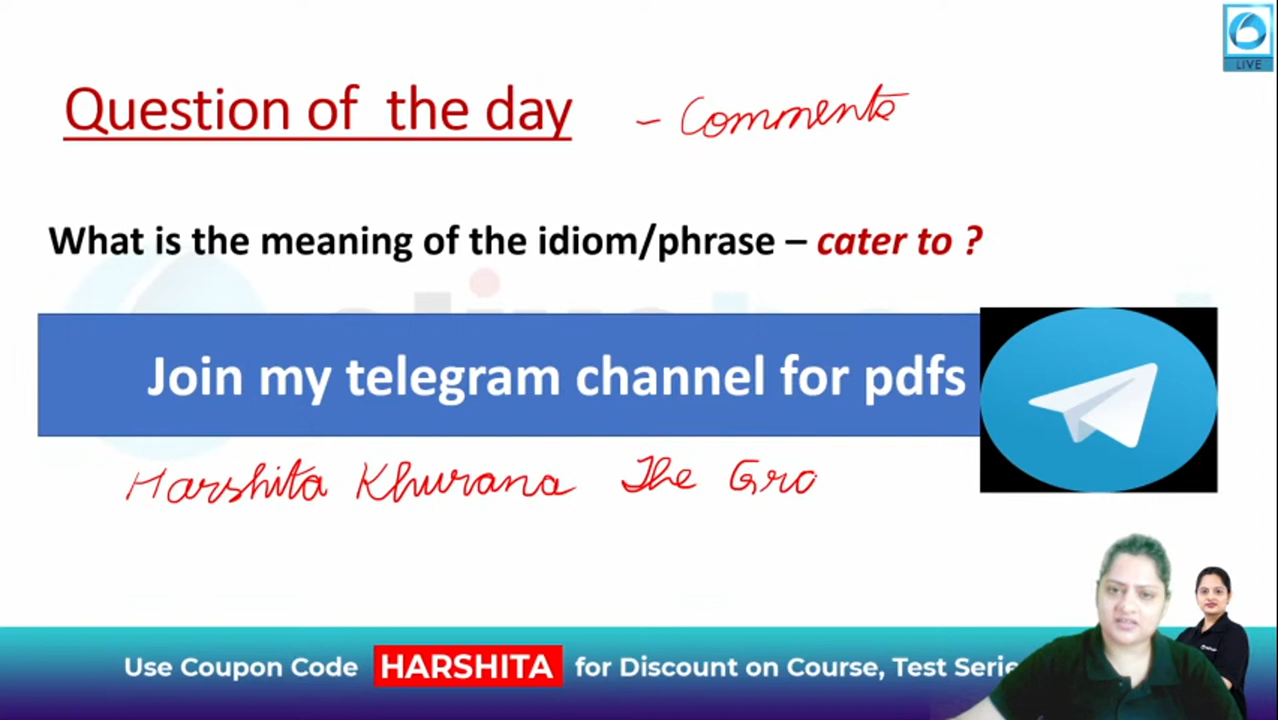 LIVE
Question of the day - Comments
What is the meaning of the idiom/phrase – cater to ?
Join my telegram channel for pdfs
Harshita Khurana The Gro
Use Coupon Code HARSHITA for Discount on Course, Test Serie